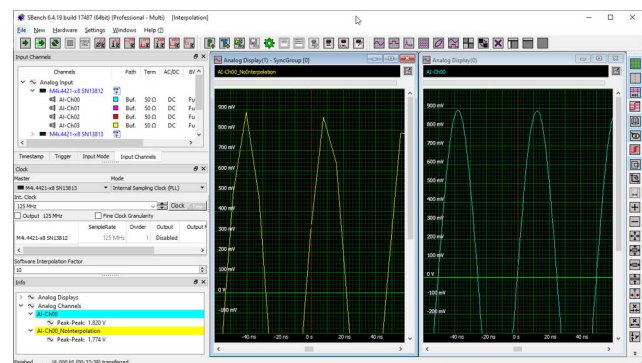 SBench 6.4.19 build 17487 (64bit) (Professional - Multi) [Interpolation]
File New Hardware Settings Windows Help
Input Channels
Channels Path Term AC/DC
Analog Input
M4i.4421-x8 SN13812
AI-Ch00 Buf. 50 Ω DC Fu
AI-Ch01 Buf. 50 Ω DC Fu
AI-Ch02 Buf. 50 Ω DC Fu
AI-Ch03 Buf. 50 Ω DC Fu
M4i.4421-x8 SN13813
Timestamp Trigger Input Mode Input Channels
Clock
Master Mode
M4i.4421-x8 SN13813 Internal Sampling Clock (PLL)
Int. Clock
125 MHz Clock
Output 125 MHz Fine Clock Granularity
SampleRate Divider Output Output
M4i.4421-x8 SN13812 125 MHz 1 Disabled
Software Interpolation Factor
10
Info
Analog Displays
Analog Channels
AI-Ch00
Peak-Peak: 1.820 V
AI-Ch00_NoInterpolation
Peak-Peak: 1.774 V
Analog Display(1) - SyncGroup [0]
AI-Ch00_NoInterpolation
900 mV
800 mV
700 mV
600 mV
500 mV
400 mV
300 mV
200 mV
100 mV
0 V
-100 mV
-40 ns -20 ns 0 s 20 ns 40 ns
Analog Display(0)
AI-Ch00
900 mV
800 mV
700 mV
600 mV
500 mV
400 mV
300 mV
200 mV
100 mV
0 V
-40 ns -20 ns 0 s 20 ns 40 ns